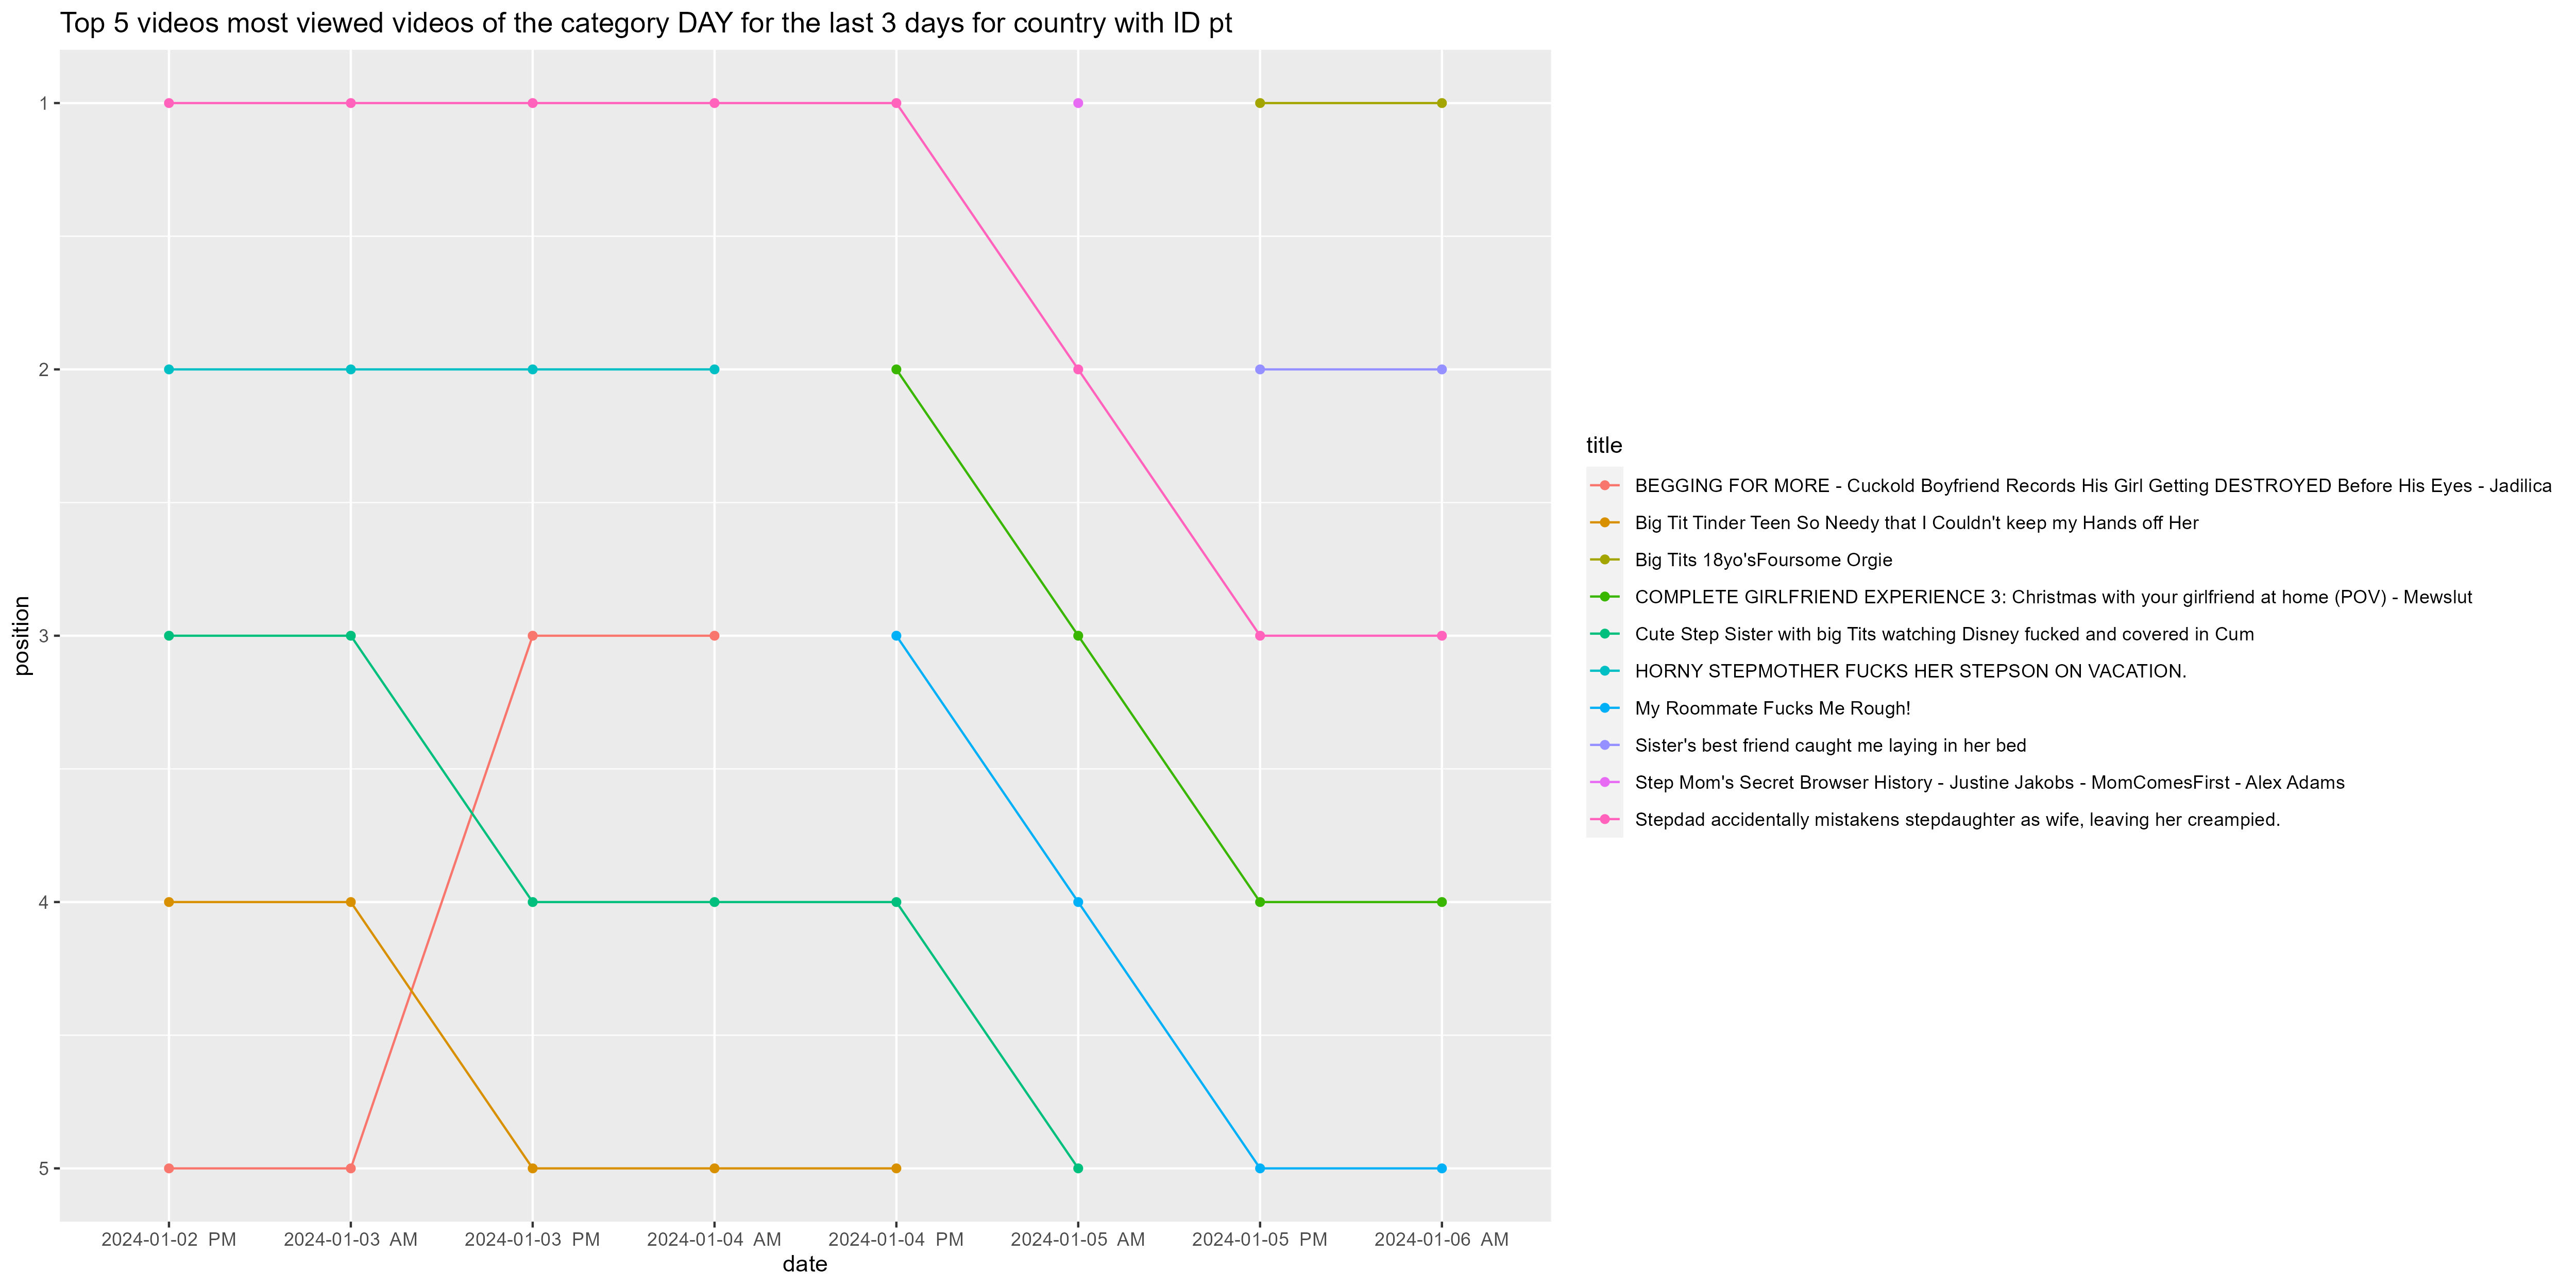 Top 5 videos most viewed videos of the category DAY for the last 3 days for country with ID pt
1
2
3
4
5
position
2024-01-02 PM
2024-01-03 AM
2024-01-03 PM
2024-01-04 AM
2024-01-04 PM
2024-01-05 AM
2024-01-05 PM
2024-01-06 AM
date
title
BEGGING FOR MORE - Cuckold Boyfriend Records His Girl Getting DESTROYED Before His Eyes - Jadilica
Big Tit Tinder Teen So Needy that I Couldn't keep my Hands off Her
Big Tits 18yo'sFoursome Orgie
COMPLETE GIRLFRIEND EXPERIENCE 3: Christmas with your girlfriend at home (POV) - Mewslut
Cute Step Sister with big Tits watching Disney fucked and covered in Cum
HORNY STEPMOTHER FUCKS HER STEPSON ON VACATION.
My Roommate Fucks Me Rough!
Sister's best friend caught me laying in her bed
Step Mom's Secret Browser History - Justine Jakobs - MomComesFirst - Alex Adams
Stepdad accidentally mistakens stepdaughter as wife, leaving her creampied.